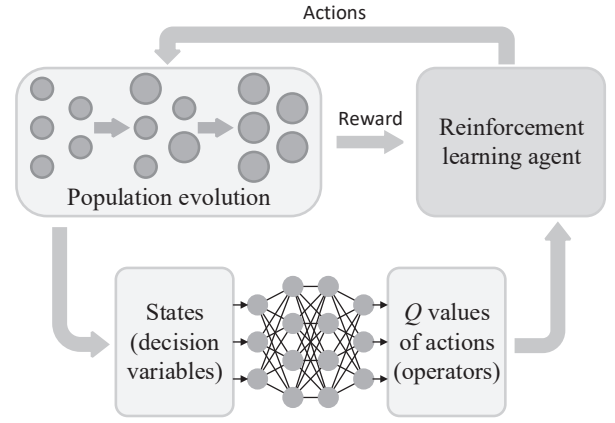 Actions
Population evolution
Reward
Reinforcement
learning agent
States
(decision
variables)
Q values
of actions
(operators)